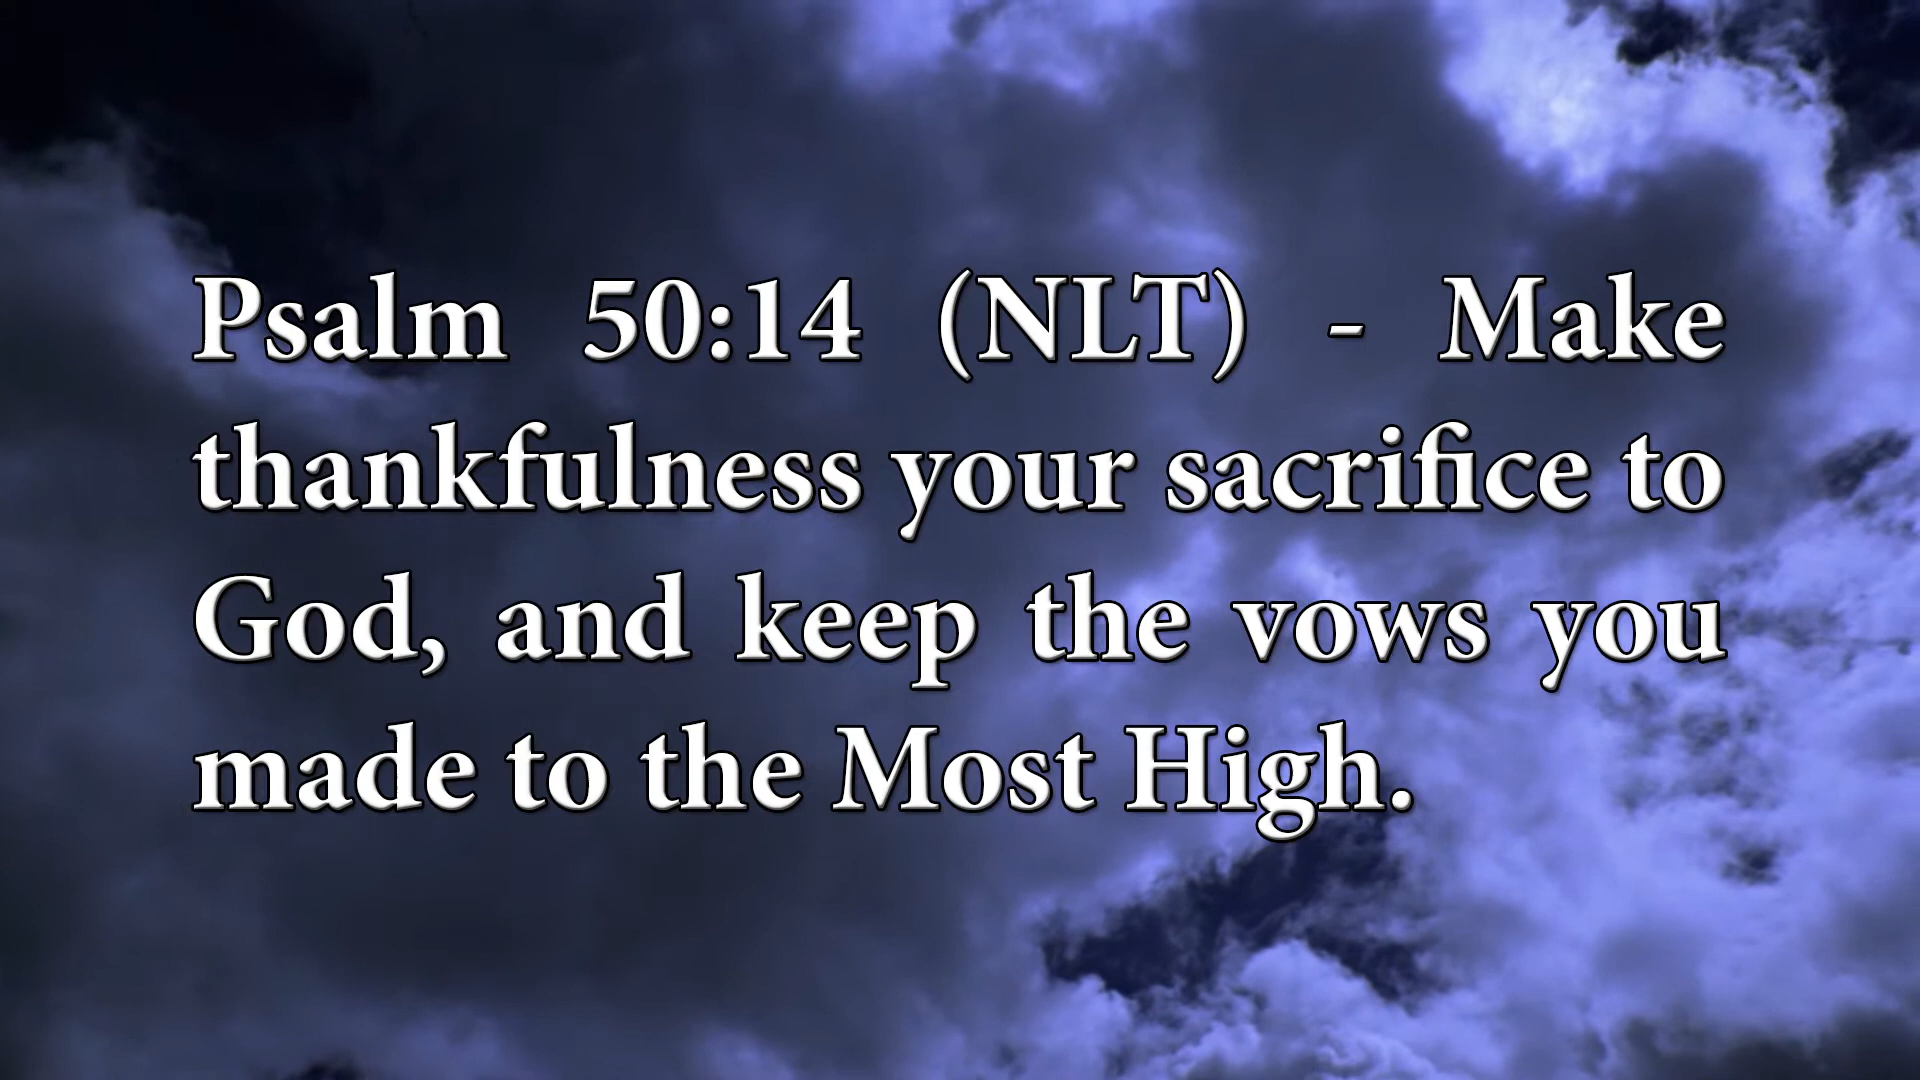 Psalm 50:14 (NLT) - Make
thankfulness your sacrifice to
God, and keep the vows you
made to the Most High.